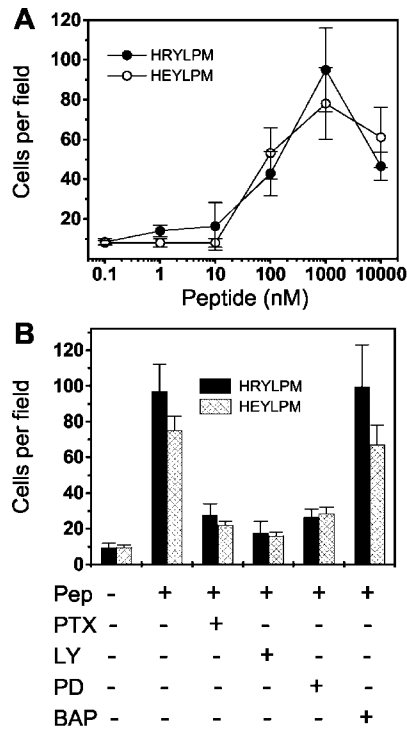 A
120
100
80
60
40
20
Cells per field
HRYLPM
HEYLPM
0.1 1 10 100 1000 10000
Peptide (nM)
B
120
100
80
60
40
20
0
Cells per field
HRYLPM
HEYLPM
Pep - + + + + +
PTX - - + - - -
LY - - - + - -
PD - - - - + -
BAP - - - - - +